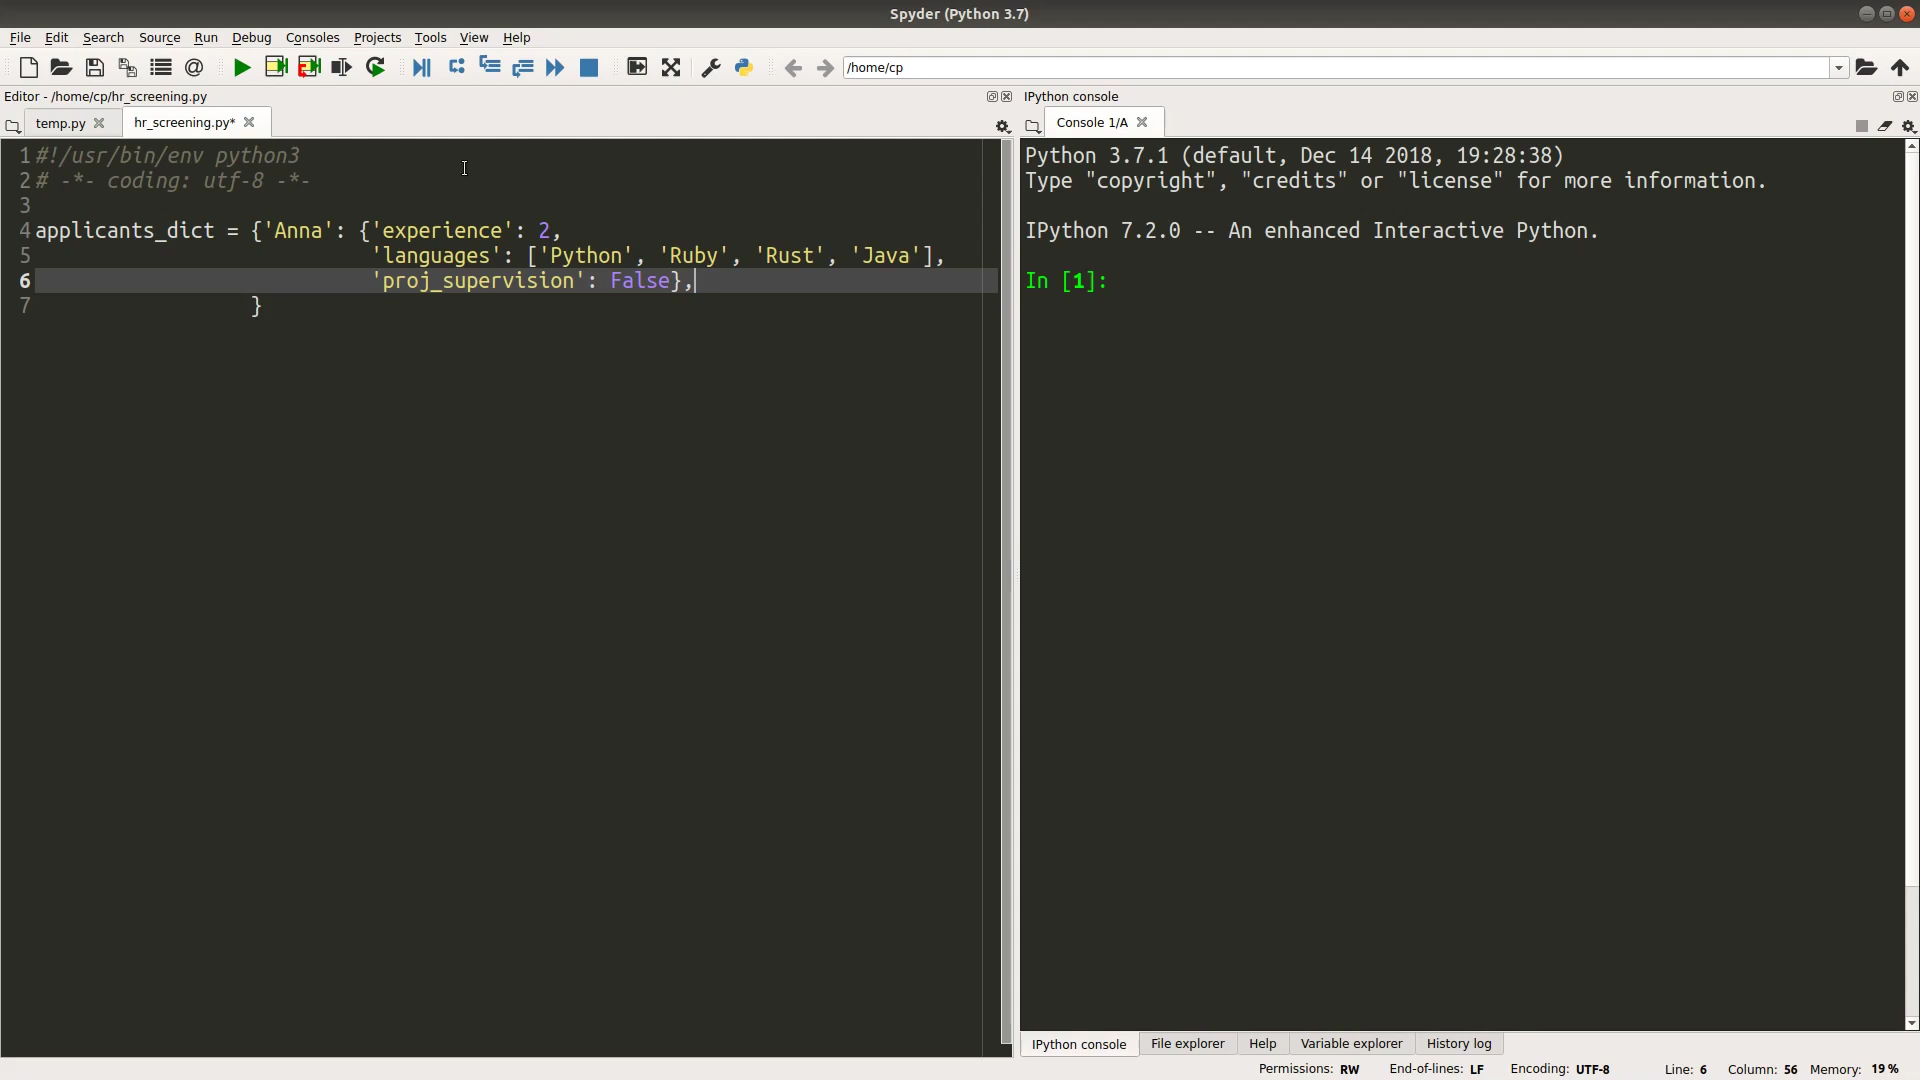 Spyder (Python 3.7)
File Edit Search Source Run Debug Consoles Projects Tools View Help
/home/cp
Editor - /home/cp/hr_screening.py
temp.py hr_screening.py*
1 #!/usr/bin/env python3
2 # -*- coding: utf-8 -*-
3
4 applicants_dict = {'Anna': {'experience': 2,
5 'languages': ['Python', 'Ruby', 'Rust', 'Java'],
6 'proj_supervision': False},
7 }
IPython console
Console 1/A
Python 3.7.1 (default, Dec 14 2018, 19:28:38)
Type "copyright", "credits" or "license" for more information.
IPython 7.2.0 -- An enhanced Interactive Python.
In [1]:
IPython console File explorer Help Variable explorer History log
Permissions: RW End-of-lines: LF Encoding: UTF-8 Line: 6 Column: 56 Memory: 19 %